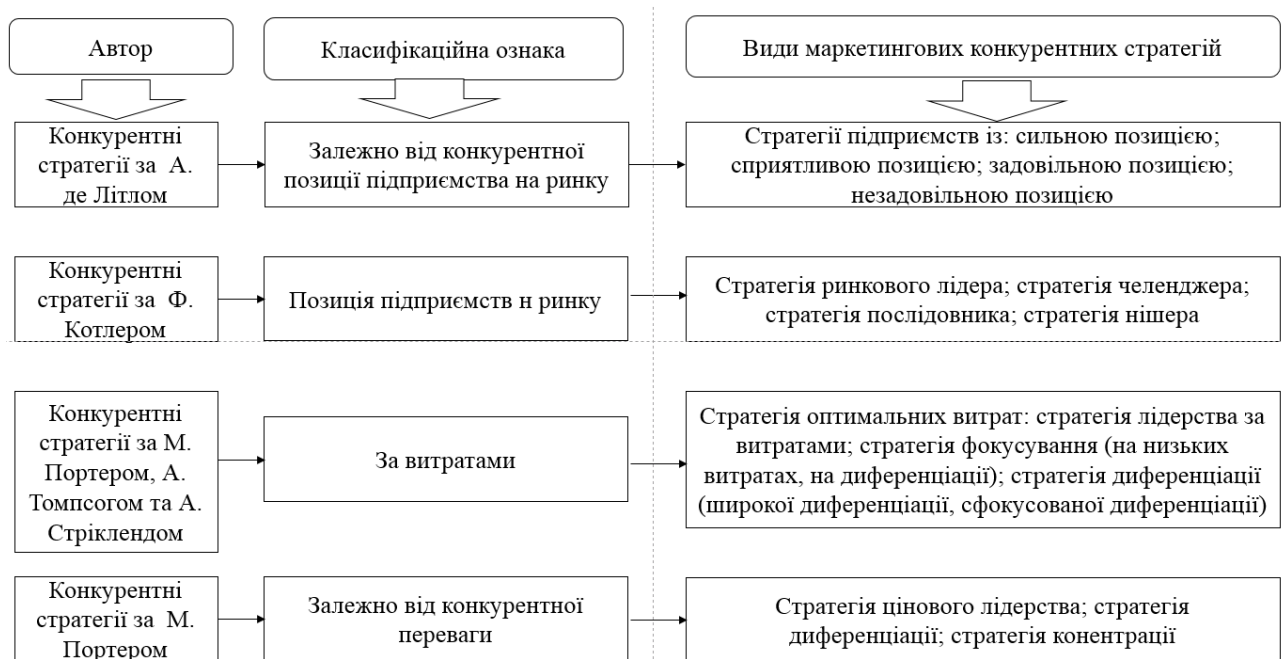 Автор
Класифікаційна ознака
Види маркетингових конкурентних стратегій
Конкурентні
стратегії за А.
де Літлом
Залежно від конкурентної
позиції підприємства на ринку
Стратегії підприємств із: сильною позицією;
сприятливою позицією; задовільною позицією;
незадовільною позицією
Конкурентні
стратегії за Ф.
Котлером
Позиція підприємств н ринку
Стратегія ринкового лідера; стратегія челенджера;
стратегія послідовника; стратегія нішера
Конкурентні
стратегії за М.
Портером, А.
Томпсогом та А.
Стріклендом
За витратами
Стратегія оптимальних витрат: стратегія лідерства за
витратами; стратегія фокусування (на низьких
витратах, на диференціації); стратегія диференціації
(широкої диференціації, сфокусованої диференціації)
Конкурентні
стратегії за М.
Портером
Залежно від конкурентної
переваги
Стратегія цінового лідерства; стратегія
диференціації; стратегія конентрації